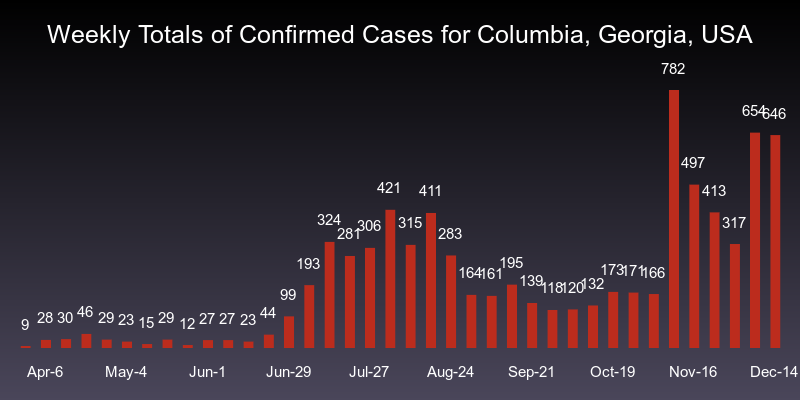 Weekly Totals of Confirmed Cases for Columbia, Georgia, USA
9 28 30 46 29 23 15 29 12 27 27 23 44 99 193 324 281 306 421 315 411 283 164 161 195 139 118 120 132 173 171 166 782 497 413 317 654 646
Apr-6 May-4 Jun-1 Jun-29 Jul-27 Aug-24 Sep-21 Oct-19 Nov-16 Dec-14